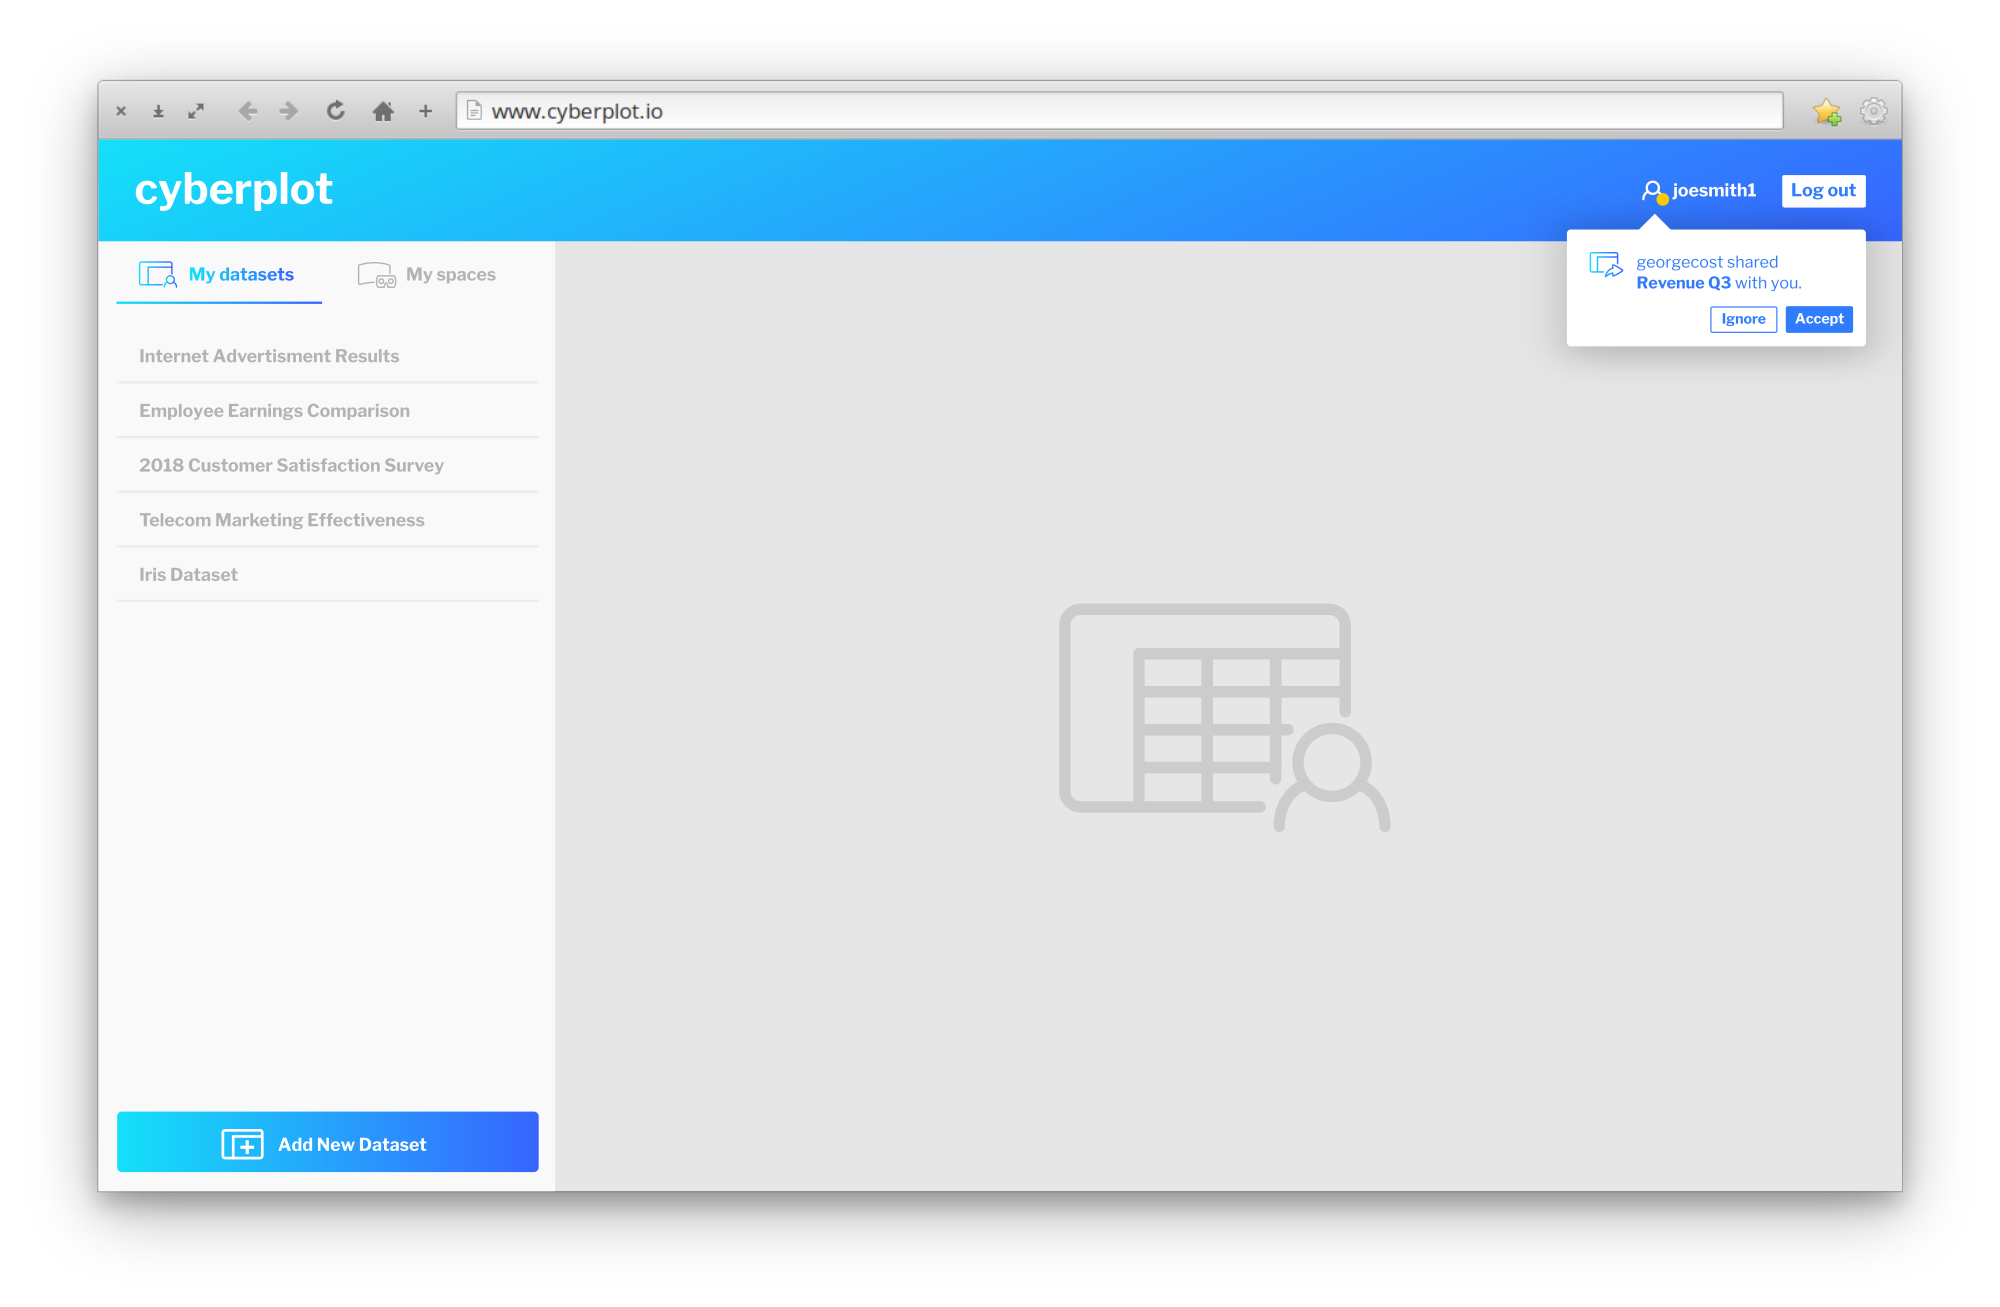 www.cyberplot.io
cyberplot
joesmith1
Log out
georgecost shared
Revenue Q3 with you.
Ignore
Accept
My datasets
My spaces
Internet Advertisment Results
Employee Earnings Comparison
2018 Customer Satisfaction Survey
Telecom Marketing Effectiveness
Iris Dataset
Add New Dataset